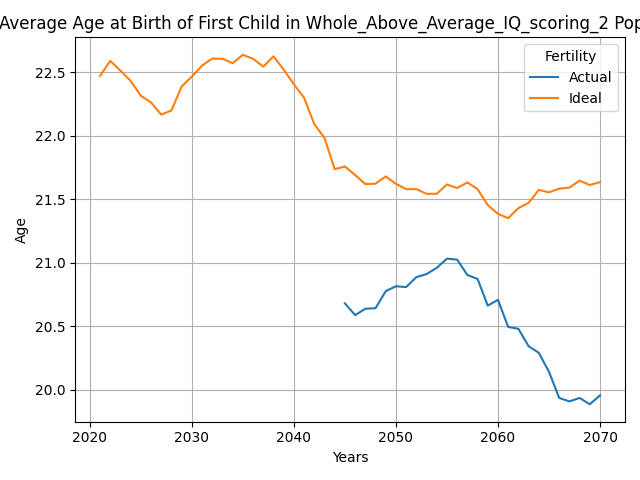 Average Age at Birth of First Child in Whole_Above_Average_IQ_scoring_2 Pop
Fertility
Actual
Ideal
22.5
22.0
21.5
21.0
20.5
20.0
Age
2020 2030 2040 2050 2060 2070
Years